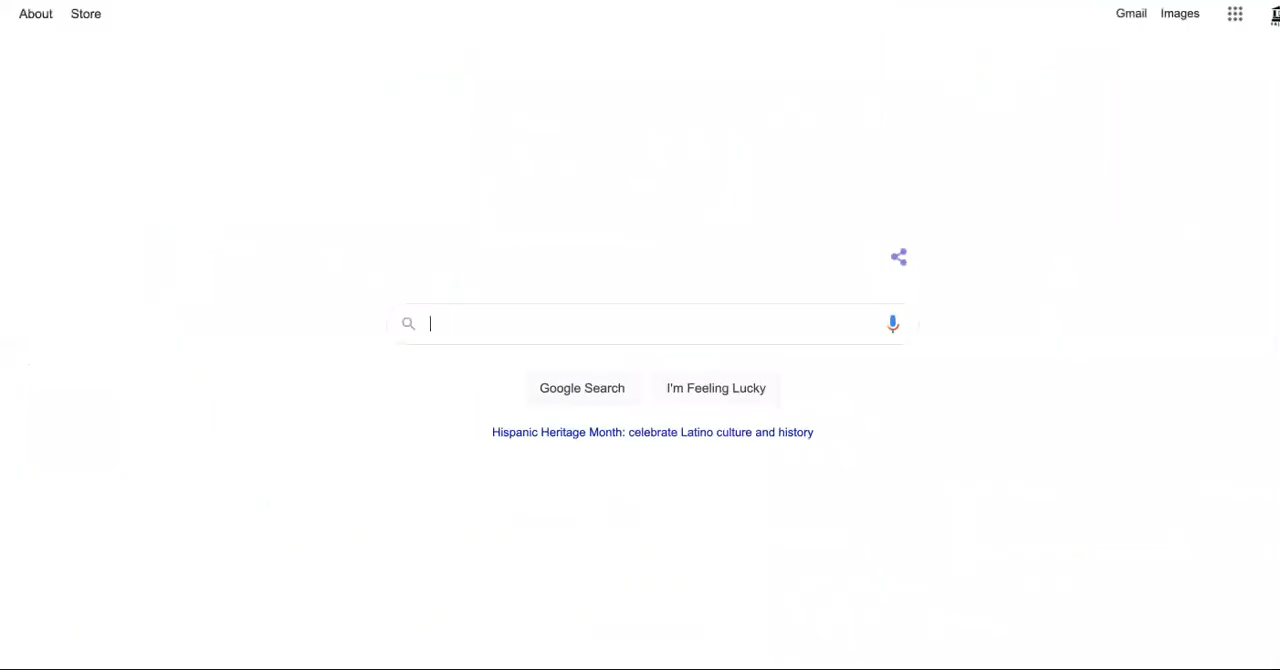 About Store Gmail Images
Google Search I'm Feeling Lucky
Hispanic Heritage Month: celebrate Latino culture and history